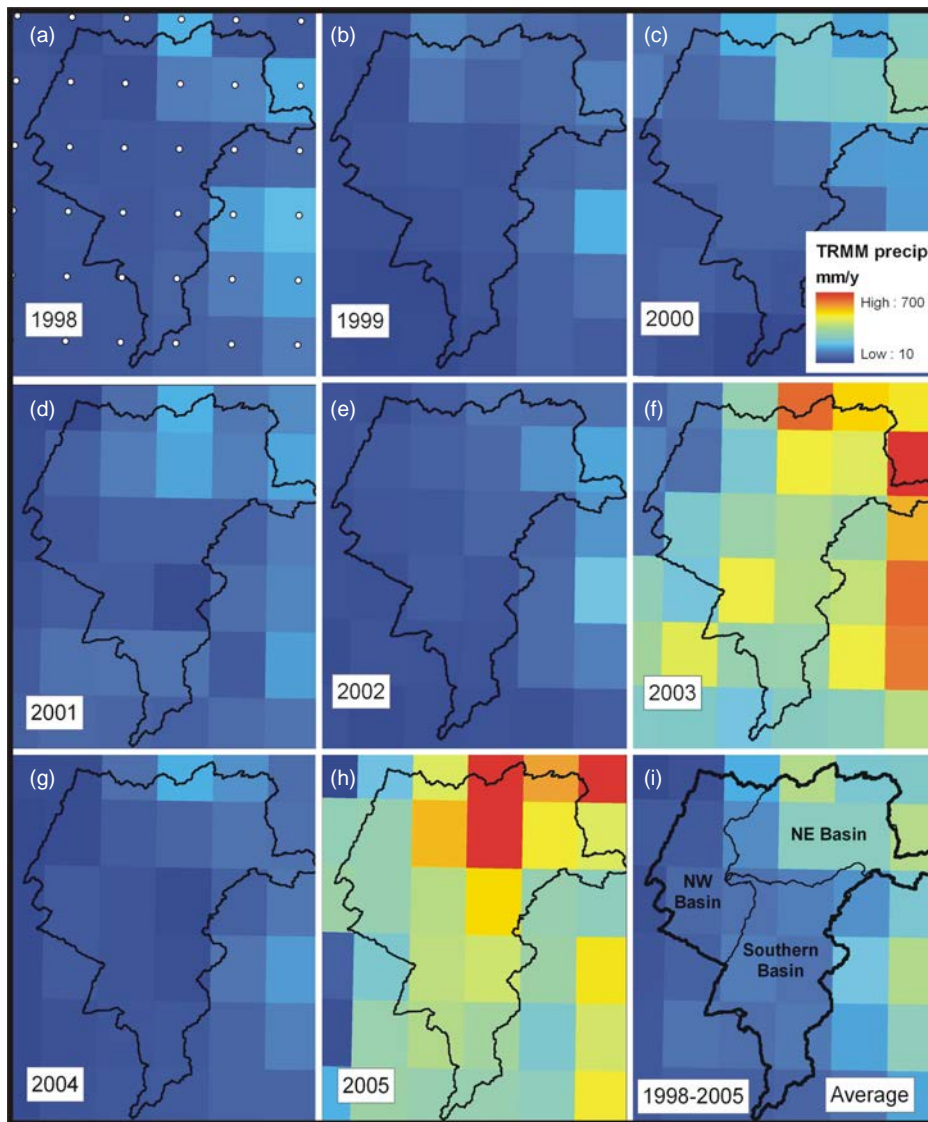 (a)
(b)
(c)
TRMM precip
mm/y
High : 700
Low : 10
1998
1999
2000
(d)
(e)
(f)
2001
2002
2003
(g)
(h)
(i)
NE Basin
NW
Basin
Southern
Basin
2004
2005
1998-2005
Average